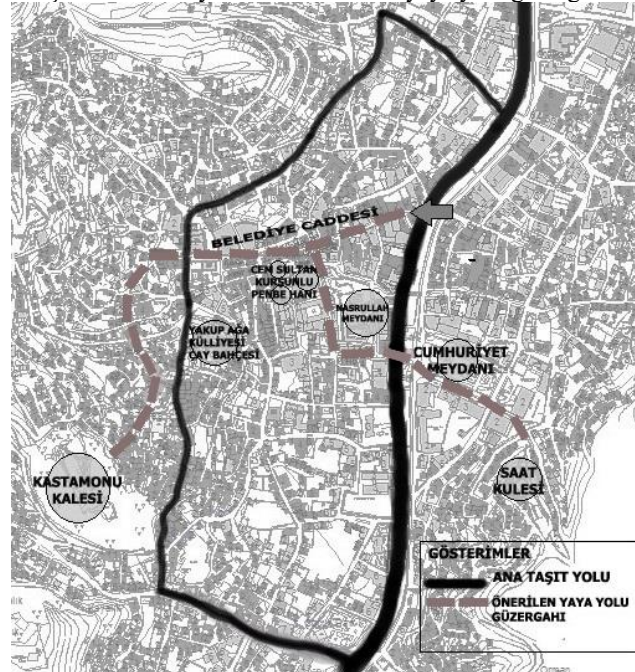 BELEDİYE CADDESİ
CEM SULTAN
KURŞUNLU
PENBE HANI
NASRULLAH
MEYDANI
YAKUP AĞA
KÜLLİYESİ
ÇAY BAHÇESİ
CUMHURİYET
MEYDANI
KASTAMONU
KALESİ
SAAT
KULESİ
GÖSTERİMLER
ANA TAŞIT YOLU
ÖNERİLEN YAYA YOLU
GÜZERGAHI